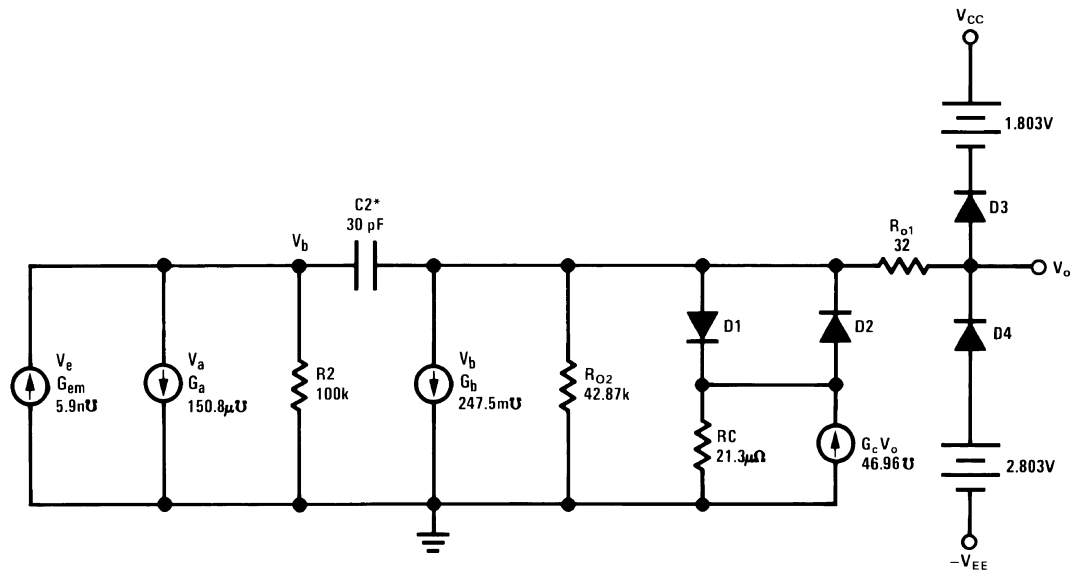 V_CC
1.803V
D3
C2*
30 pF
V_b
R_o1
32
V_o
V_e
G_em
5.9n℧
V_a
G_a
150.8μ℧
R2
100k
V_b
G_b
247.5m℧
R_O2
42.87k
D1
D2
D4
RC
21.3μΩ
G_cV_o
46.96℧
2.803V
-V_EE